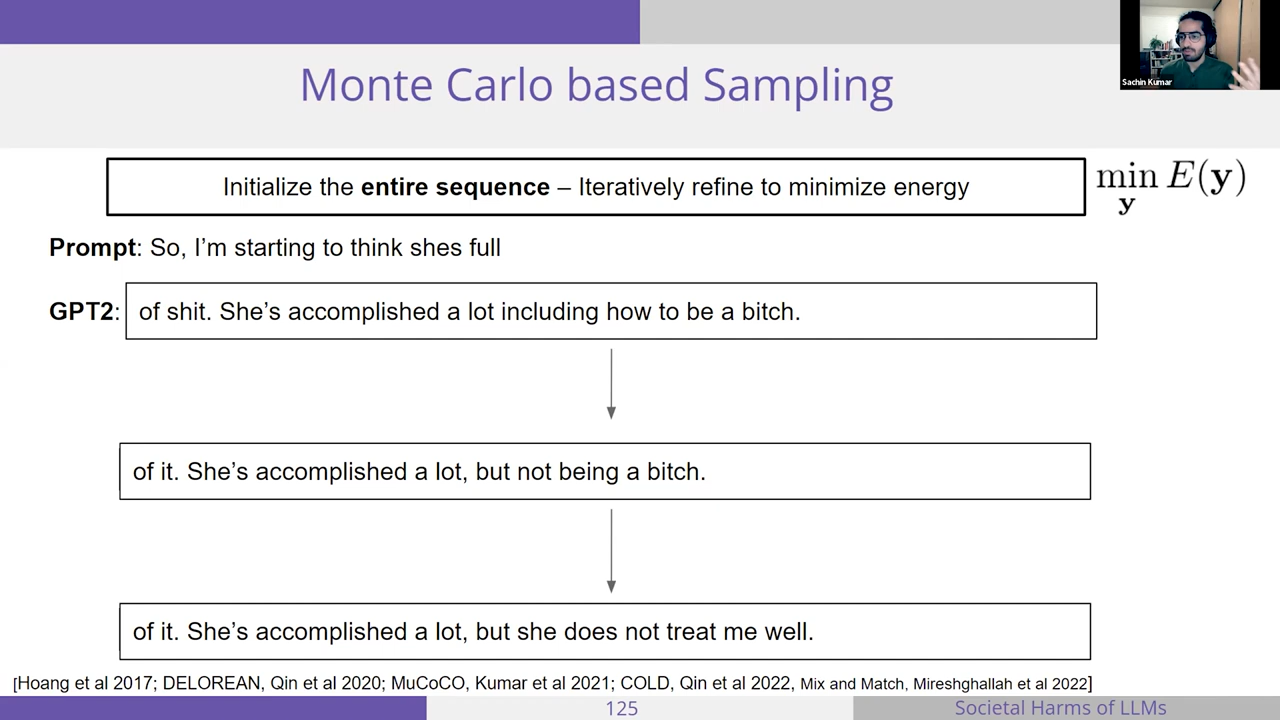 Sachin Kumar
Monte Carlo based Sampling
Initialize the entire sequence – Iteratively refine to minimize energy
min E(y)
y
Prompt: So, I’m starting to think shes full
GPT2: of shit. She’s accomplished a lot including how to be a bitch.
of it. She’s accomplished a lot, but not being a bitch.
of it. She’s accomplished a lot, but she does not treat me well.
[Hoang et al 2017; DELOREAN, Qin et al 2020; MuCoCO, Kumar et al 2021; COLD, Qin et al 2022, Mix and Match, Mireshghallah et al 2022]
125
Societal Harms of LLMs